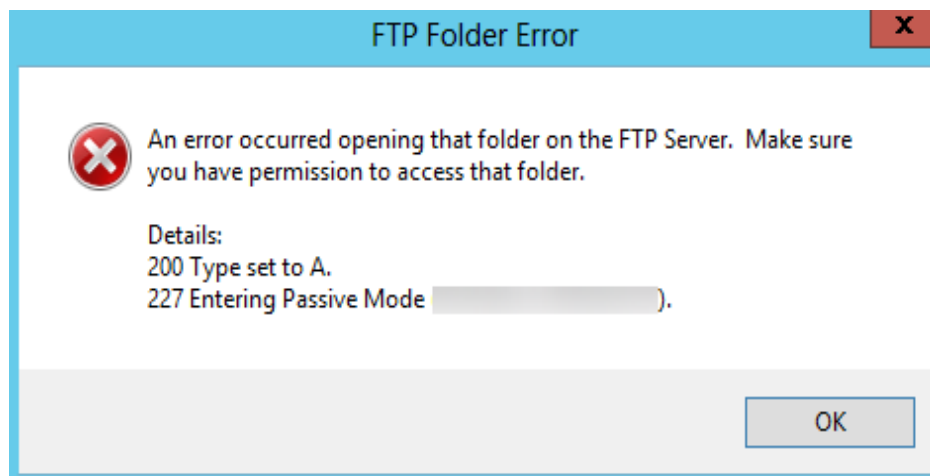 FTP Folder Error
X
An error occurred opening that folder on the FTP Server. Make sure
you have permission to access that folder.
Details:
200 Type set to A.
227 Entering Passive Mode ).
OK